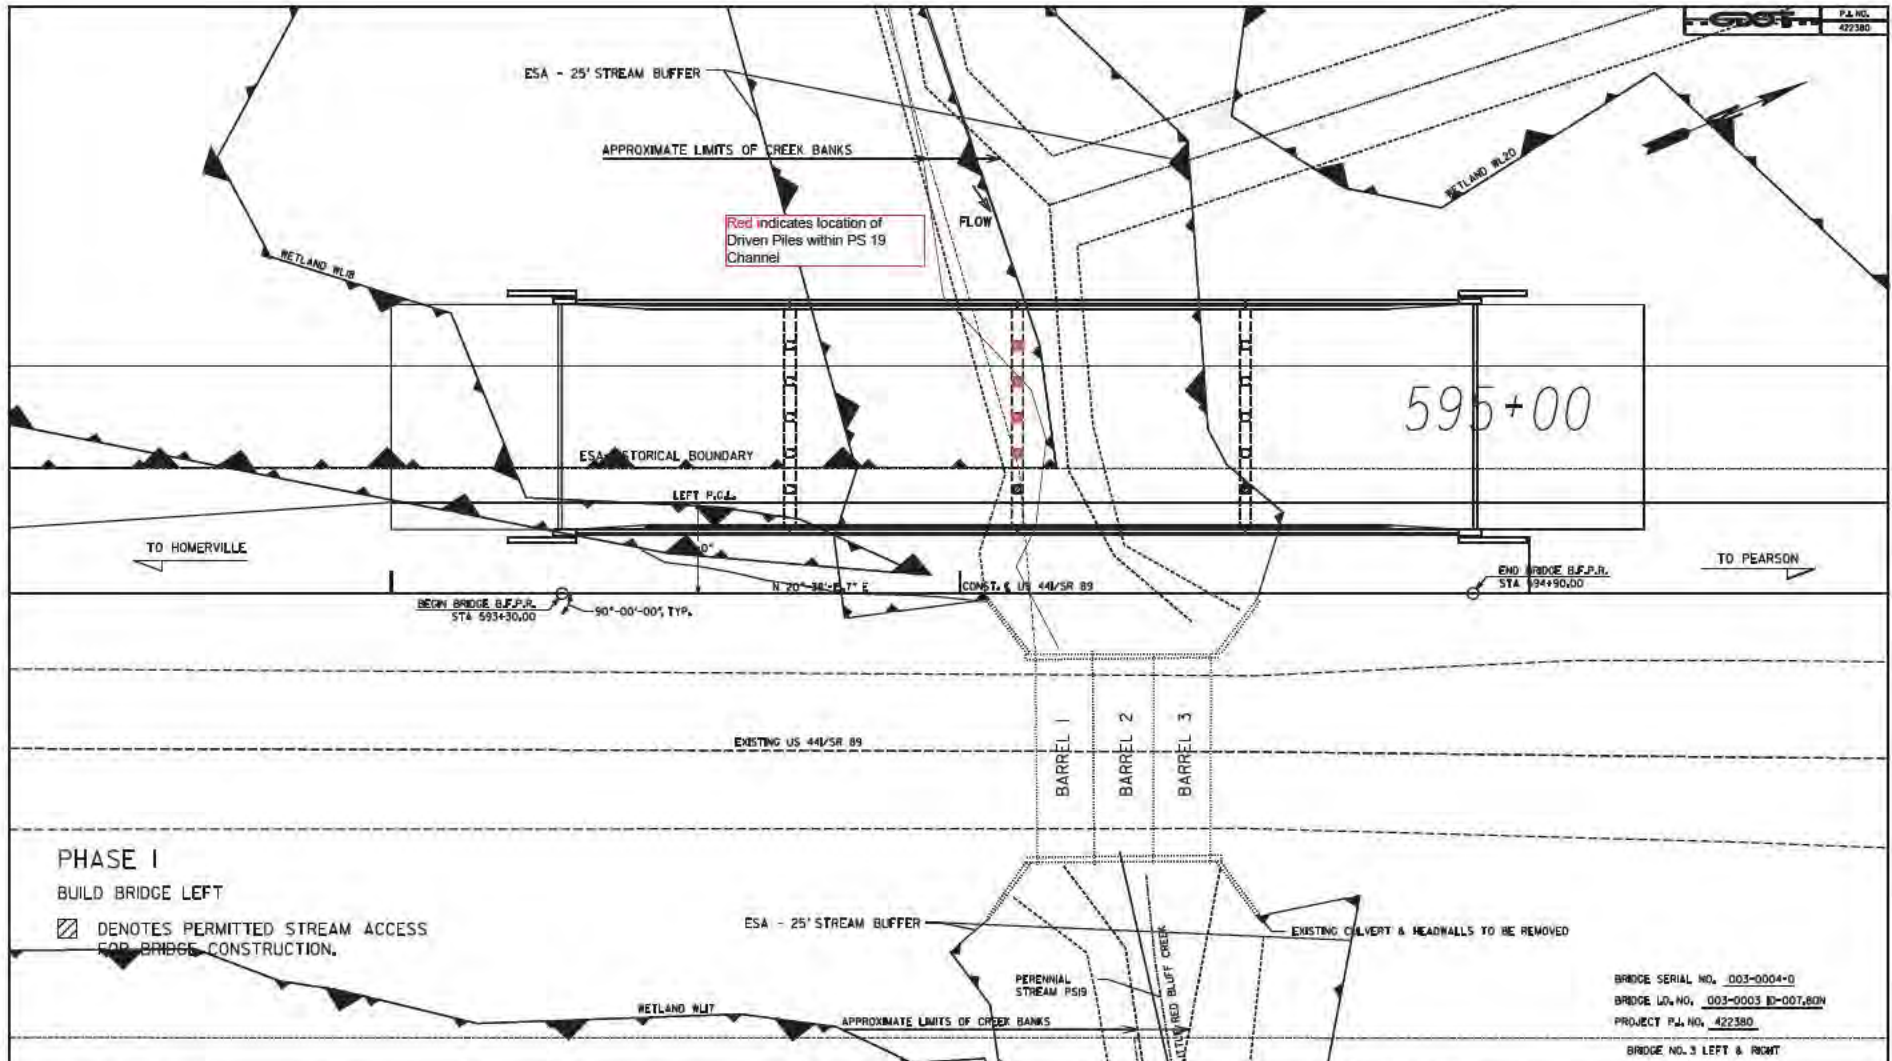 GDOT
P.I. NO.
422380
ESA - 25' STREAM BUFFER
APPROXIMATE LIMITS OF CREEK BANKS
WETLAND WL20
Red indicates location of
Driven Piles within PS 19
Channel
FLOW
WETLAND WL18
595+00
HISTORICAL BOUNDARY
LEFT P.G.L.
TO HOMERVILLE
TO PEARSON
CONST. ₵ US 441/SR 89
END BRIDGE B.F.P.R.
STA 594+90.00
BEGIN BRIDGE B.F.P.R.
STA 593+30.00
90°-00'-00", TYP.
BARREL 1
BARREL 2
BARREL 3
EXISTING US 441/SR 89
PHASE I
BUILD BRIDGE LEFT
DENOTES PERMITTED STREAM ACCESS
FOR BRIDGE CONSTRUCTION.
ESA - 25' STREAM BUFFER
EXISTING CULVERT & HEADWALLS TO BE REMOVED
PERENNIAL
STREAM PS19
RED BLUFF CREEK
WETLAND WL17
APPROXIMATE LIMITS OF CREEK BANKS
BRIDGE SERIAL NO. 003-0004-0
BRIDGE I.D. NO. 003-0003
PROJECT P.I. NO. 422380
BRIDGE NO. 3 LEFT & RIGHT